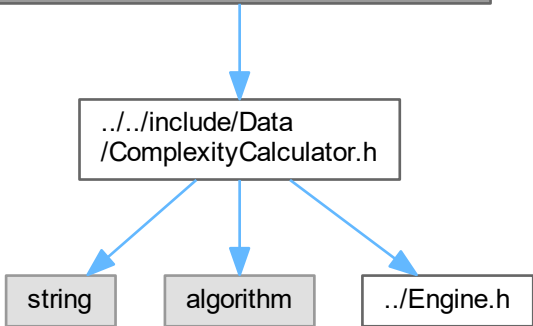 ../../include/Data
/ComplexityCalculator.h
string
algorithm
../Engine.h